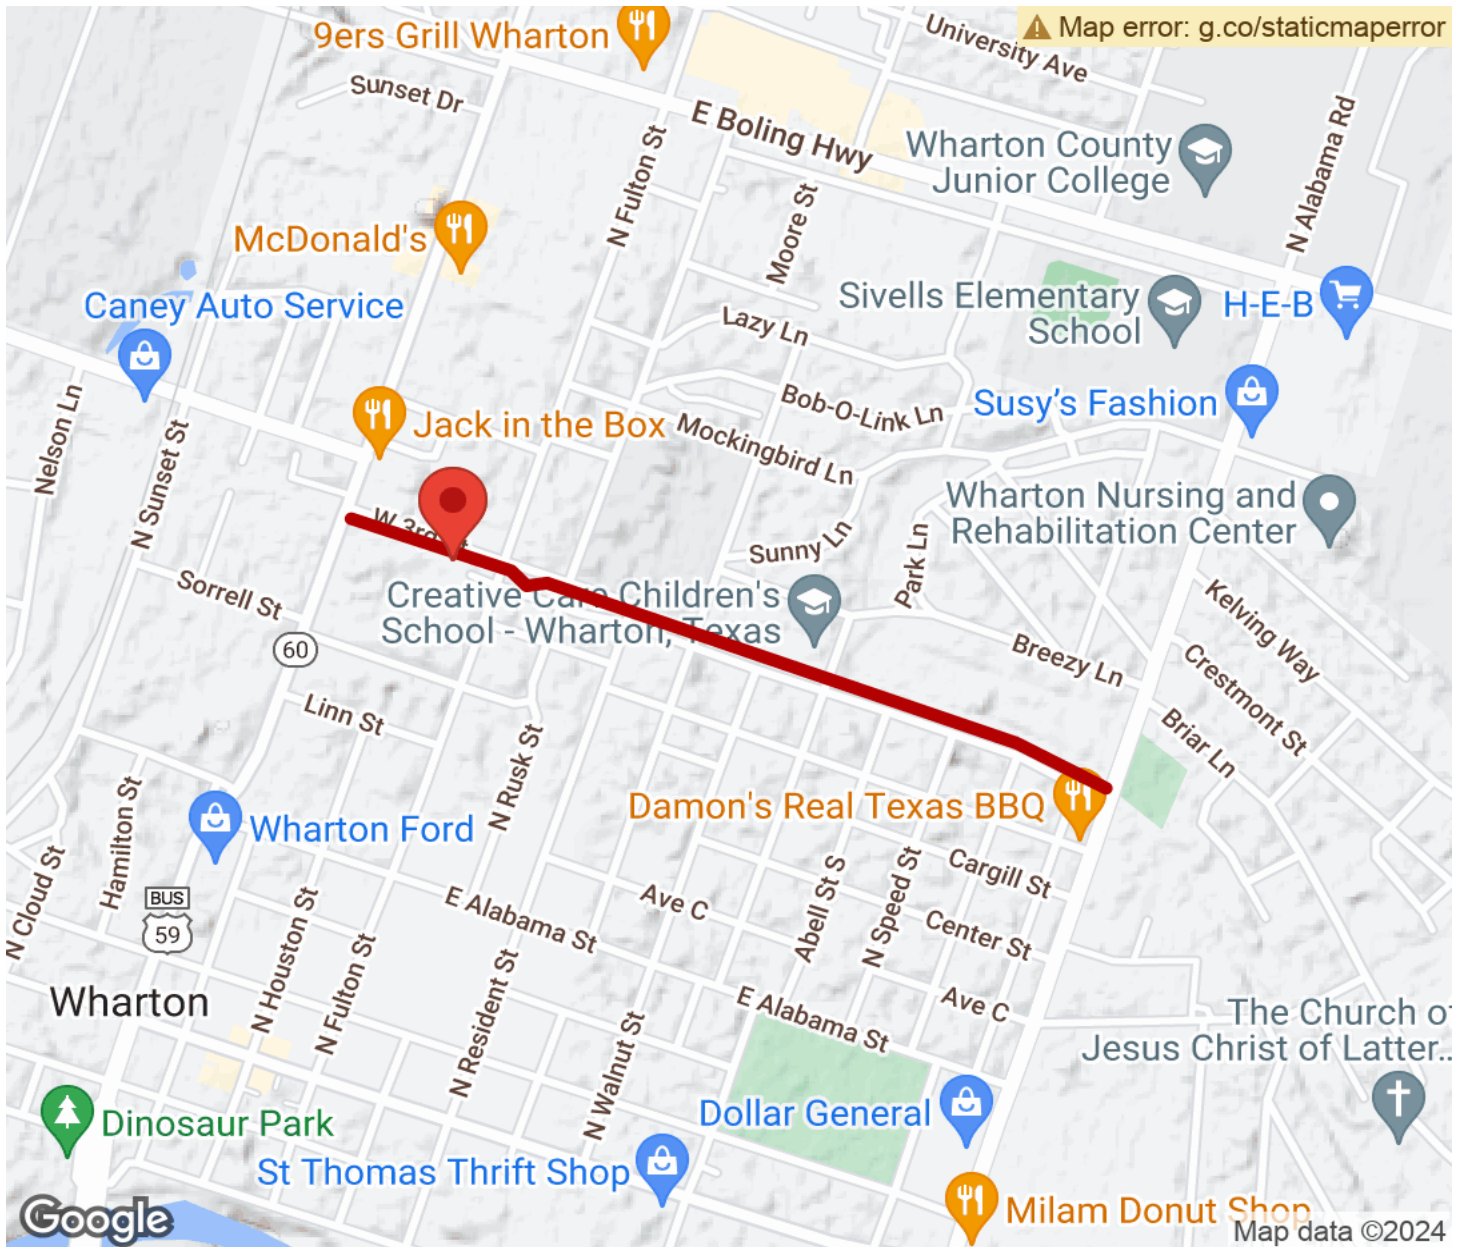 9ers Grill Wharton
University Ave
Map error: g.co/staticmaperror
Sunset Dr
E Boling Hwy
N Fulton St
Wharton County
Junior College
N Alabama Rd
Moore St
McDonald's
Caney Auto Service
Sivells Elementary
School
H-E-B
Lazy Ln
Bob-O-Link Ln
Susy's Fashion
Nelson Ln
N Sunset St
Jack in the Box
Mockingbird Ln
Wharton Nursing and
Rehabilitation Center
W 3rd St
Sunny Ln
Park Ln
Sorrell St
Creative Care Children's
School - Wharton, Texas
Kelving Way
60
Breezy Ln
Crestmont St
Linn St
Briar Ln
N Rusk St
Damon's Real Texas BBQ
Wharton Ford
Hamilton St
N Cloud St
Cargill St
Abell St S
N Speed St
BUS
59
E Alabama St
Ave C
Center St
N Houston St
N Fulton St
N Resident St
Wharton
E Alabama St
Ave C
The Church of
Jesus Christ of Latter...
N Walnut St
Dinosaur Park
Dollar General
St Thomas Thrift Shop
Milam Donut Shop
Google
Map data ©2024